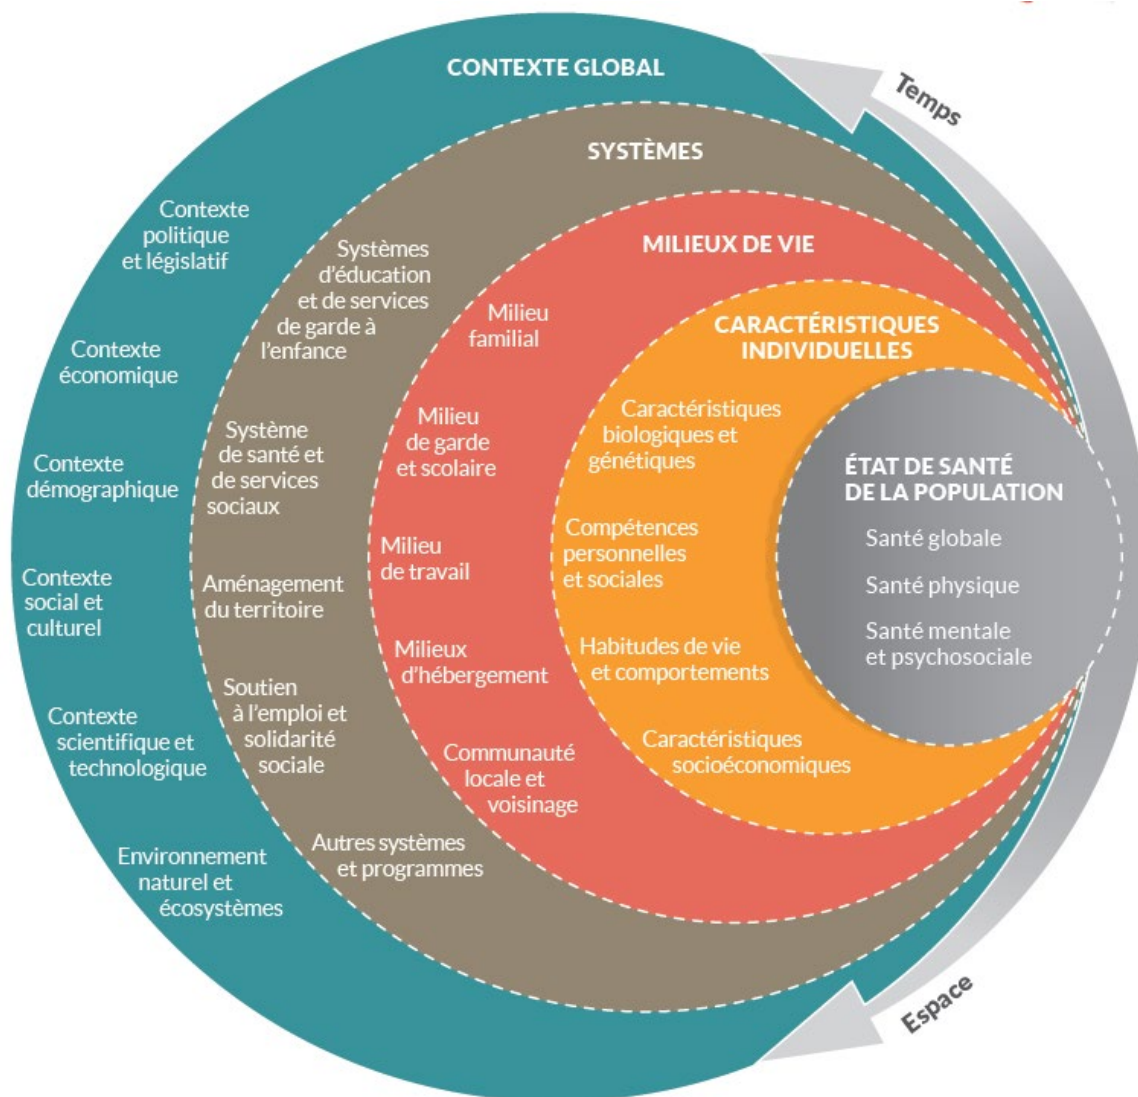 CONTEXTE GLOBAL
Temps
SYSTÈMES
MILIEUX DE VIE
CARACTÉRISTIQUES
INDIVIDUELLES
ÉTAT DE SANTÉ
DE LA POPULATION
Santé globale
Santé physique
Santé mentale
et psychosociale
Contexte
politique
et législatif
Contexte
économique
Contexte
démographique
Contexte
social et
culturel
Contexte
scientifique et
technologique
Environnement
naturel et
écosystèmes
Systèmes
d'éducation
et de services
de garde à
l'enfance
Système
de santé et
de services
sociaux
Aménagement
du territoire
Soutien
à l'emploi et
solidarité
sociale
Autres systèmes
et programmes
Milieu
familial
Milieu
de garde
et scolaire
Milieu
de travail
Milieux
d'hébergement
Communauté
locale et
voisinage
Caractéristiques
biologiques et
génétiques
Compétences
personnelles
et sociales
Habitudes de vie
et comportements
Caractéristiques
socioéconomiques
Espace